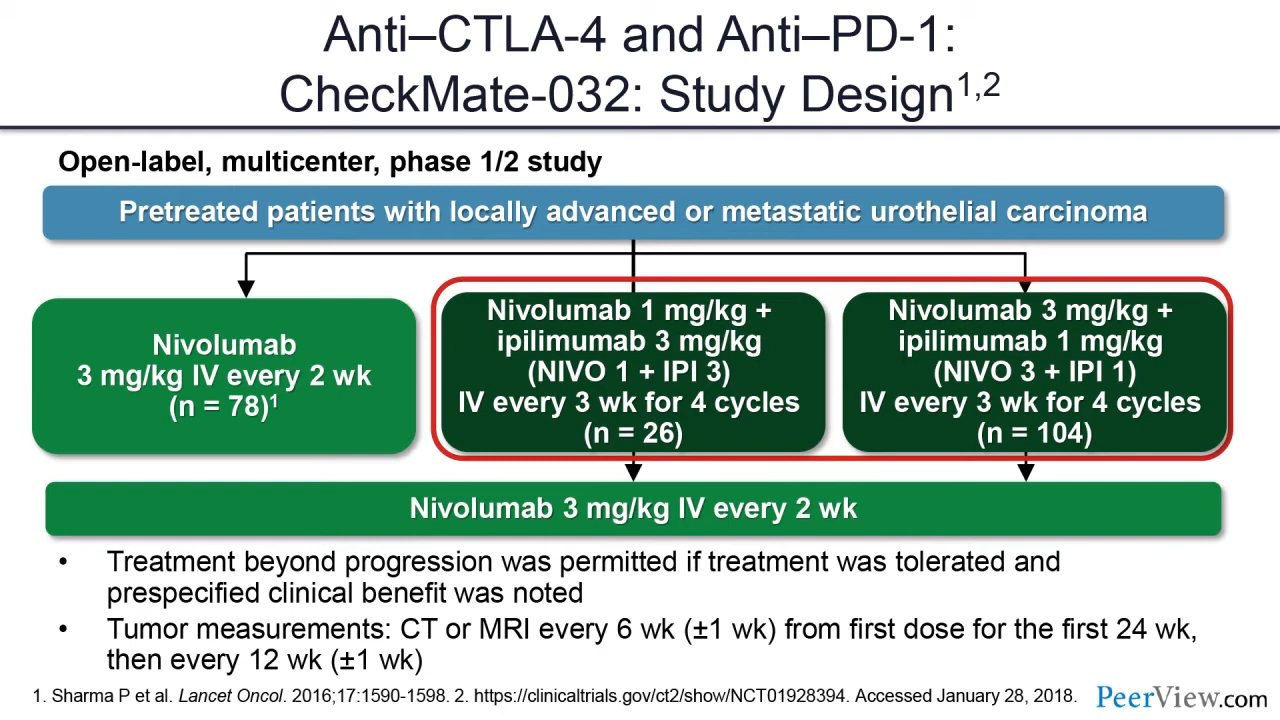 Anti–CTLA-4 and Anti–PD-1:
CheckMate-032: Study Design1,2
Open-label, multicenter, phase 1/2 study
Pretreated patients with locally advanced or metastatic urothelial carcinoma
Nivolumab
3 mg/kg IV every 2 wk
(n = 78)1
Nivolumab 1 mg/kg +
ipilimumab 3 mg/kg
(NIVO 1 + IPI 3)
IV every 3 wk for 4 cycles
(n = 26)
Nivolumab 3 mg/kg +
ipilimumab 1 mg/kg
(NIVO 3 + IPI 1)
IV every 3 wk for 4 cycles
(n = 104)
Nivolumab 3 mg/kg IV every 2 wk
• Treatment beyond progression was permitted if treatment was tolerated and
prespecified clinical benefit was noted
• Tumor measurements: CT or MRI every 6 wk (±1 wk) from first dose for the first 24 wk,
then every 12 wk (±1 wk)
1. Sharma P et al. Lancet Oncol. 2016;17:1590-1598. 2. https://clinicaltrials.gov/ct2/show/NCT01928394. Accessed January 28, 2018.
PeerView.com